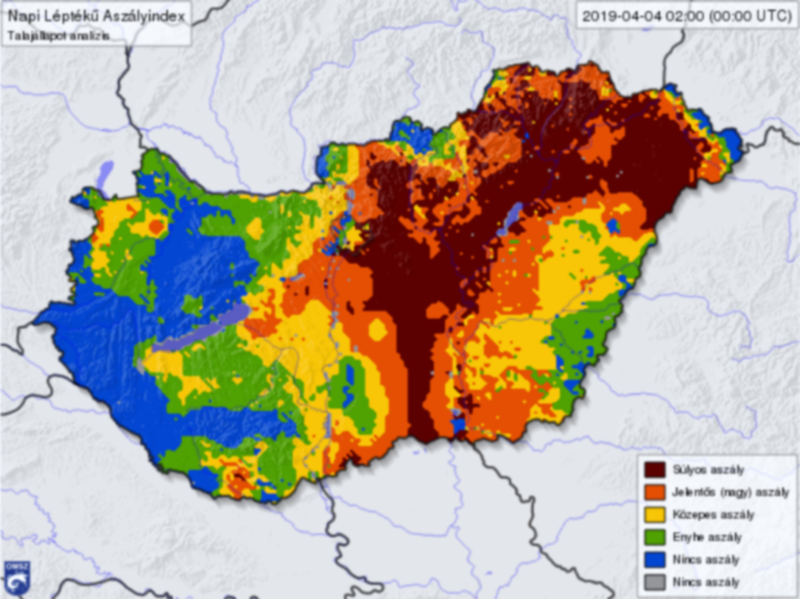 Napi Léptékű Aszályindex
Talajállapot analízis
2019-04-04 02:00 (00:00 UTC)
Súlyos aszály
Jelentős (nagy) aszály
Közepes aszály
Enyhe aszály
Nincs aszály
Nincs aszály
OMSZ